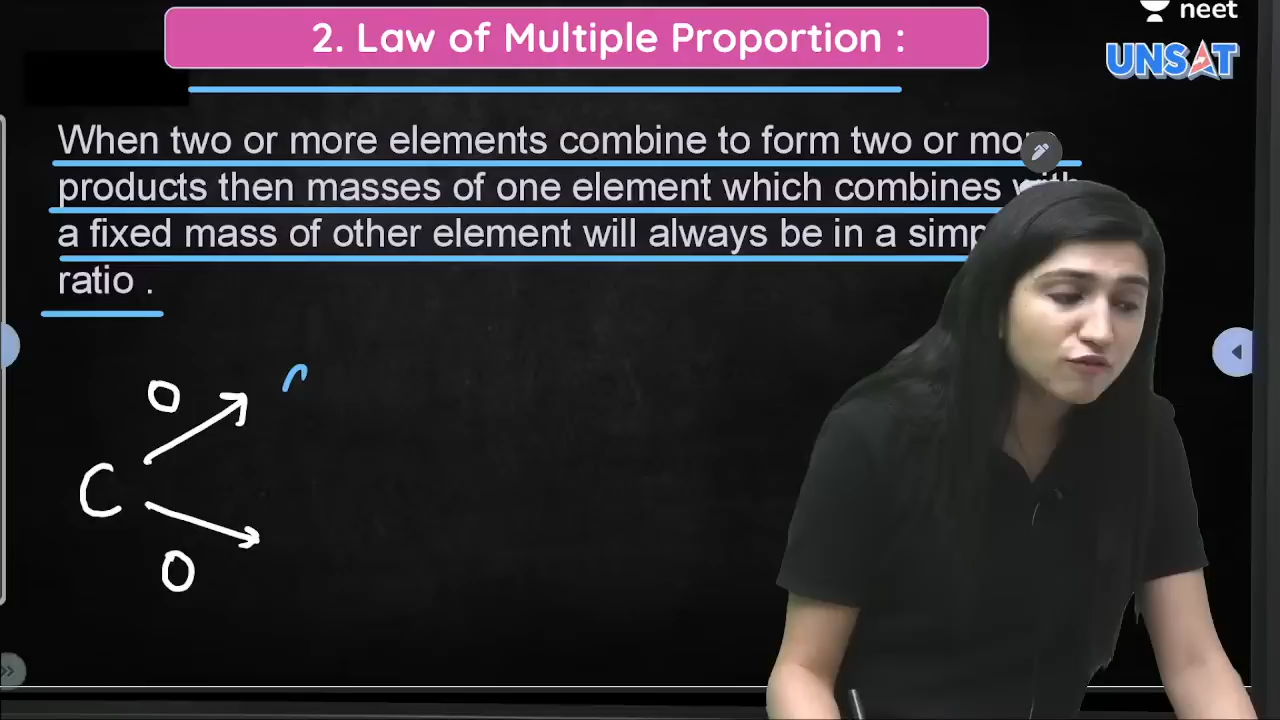 neet
2. Law of Multiple Proportion :
UNSAT
When two or more elements combine to form two or
products then masses of one element which combines with
a fixed mass of other element will always be in a
ratio .
O
C
O